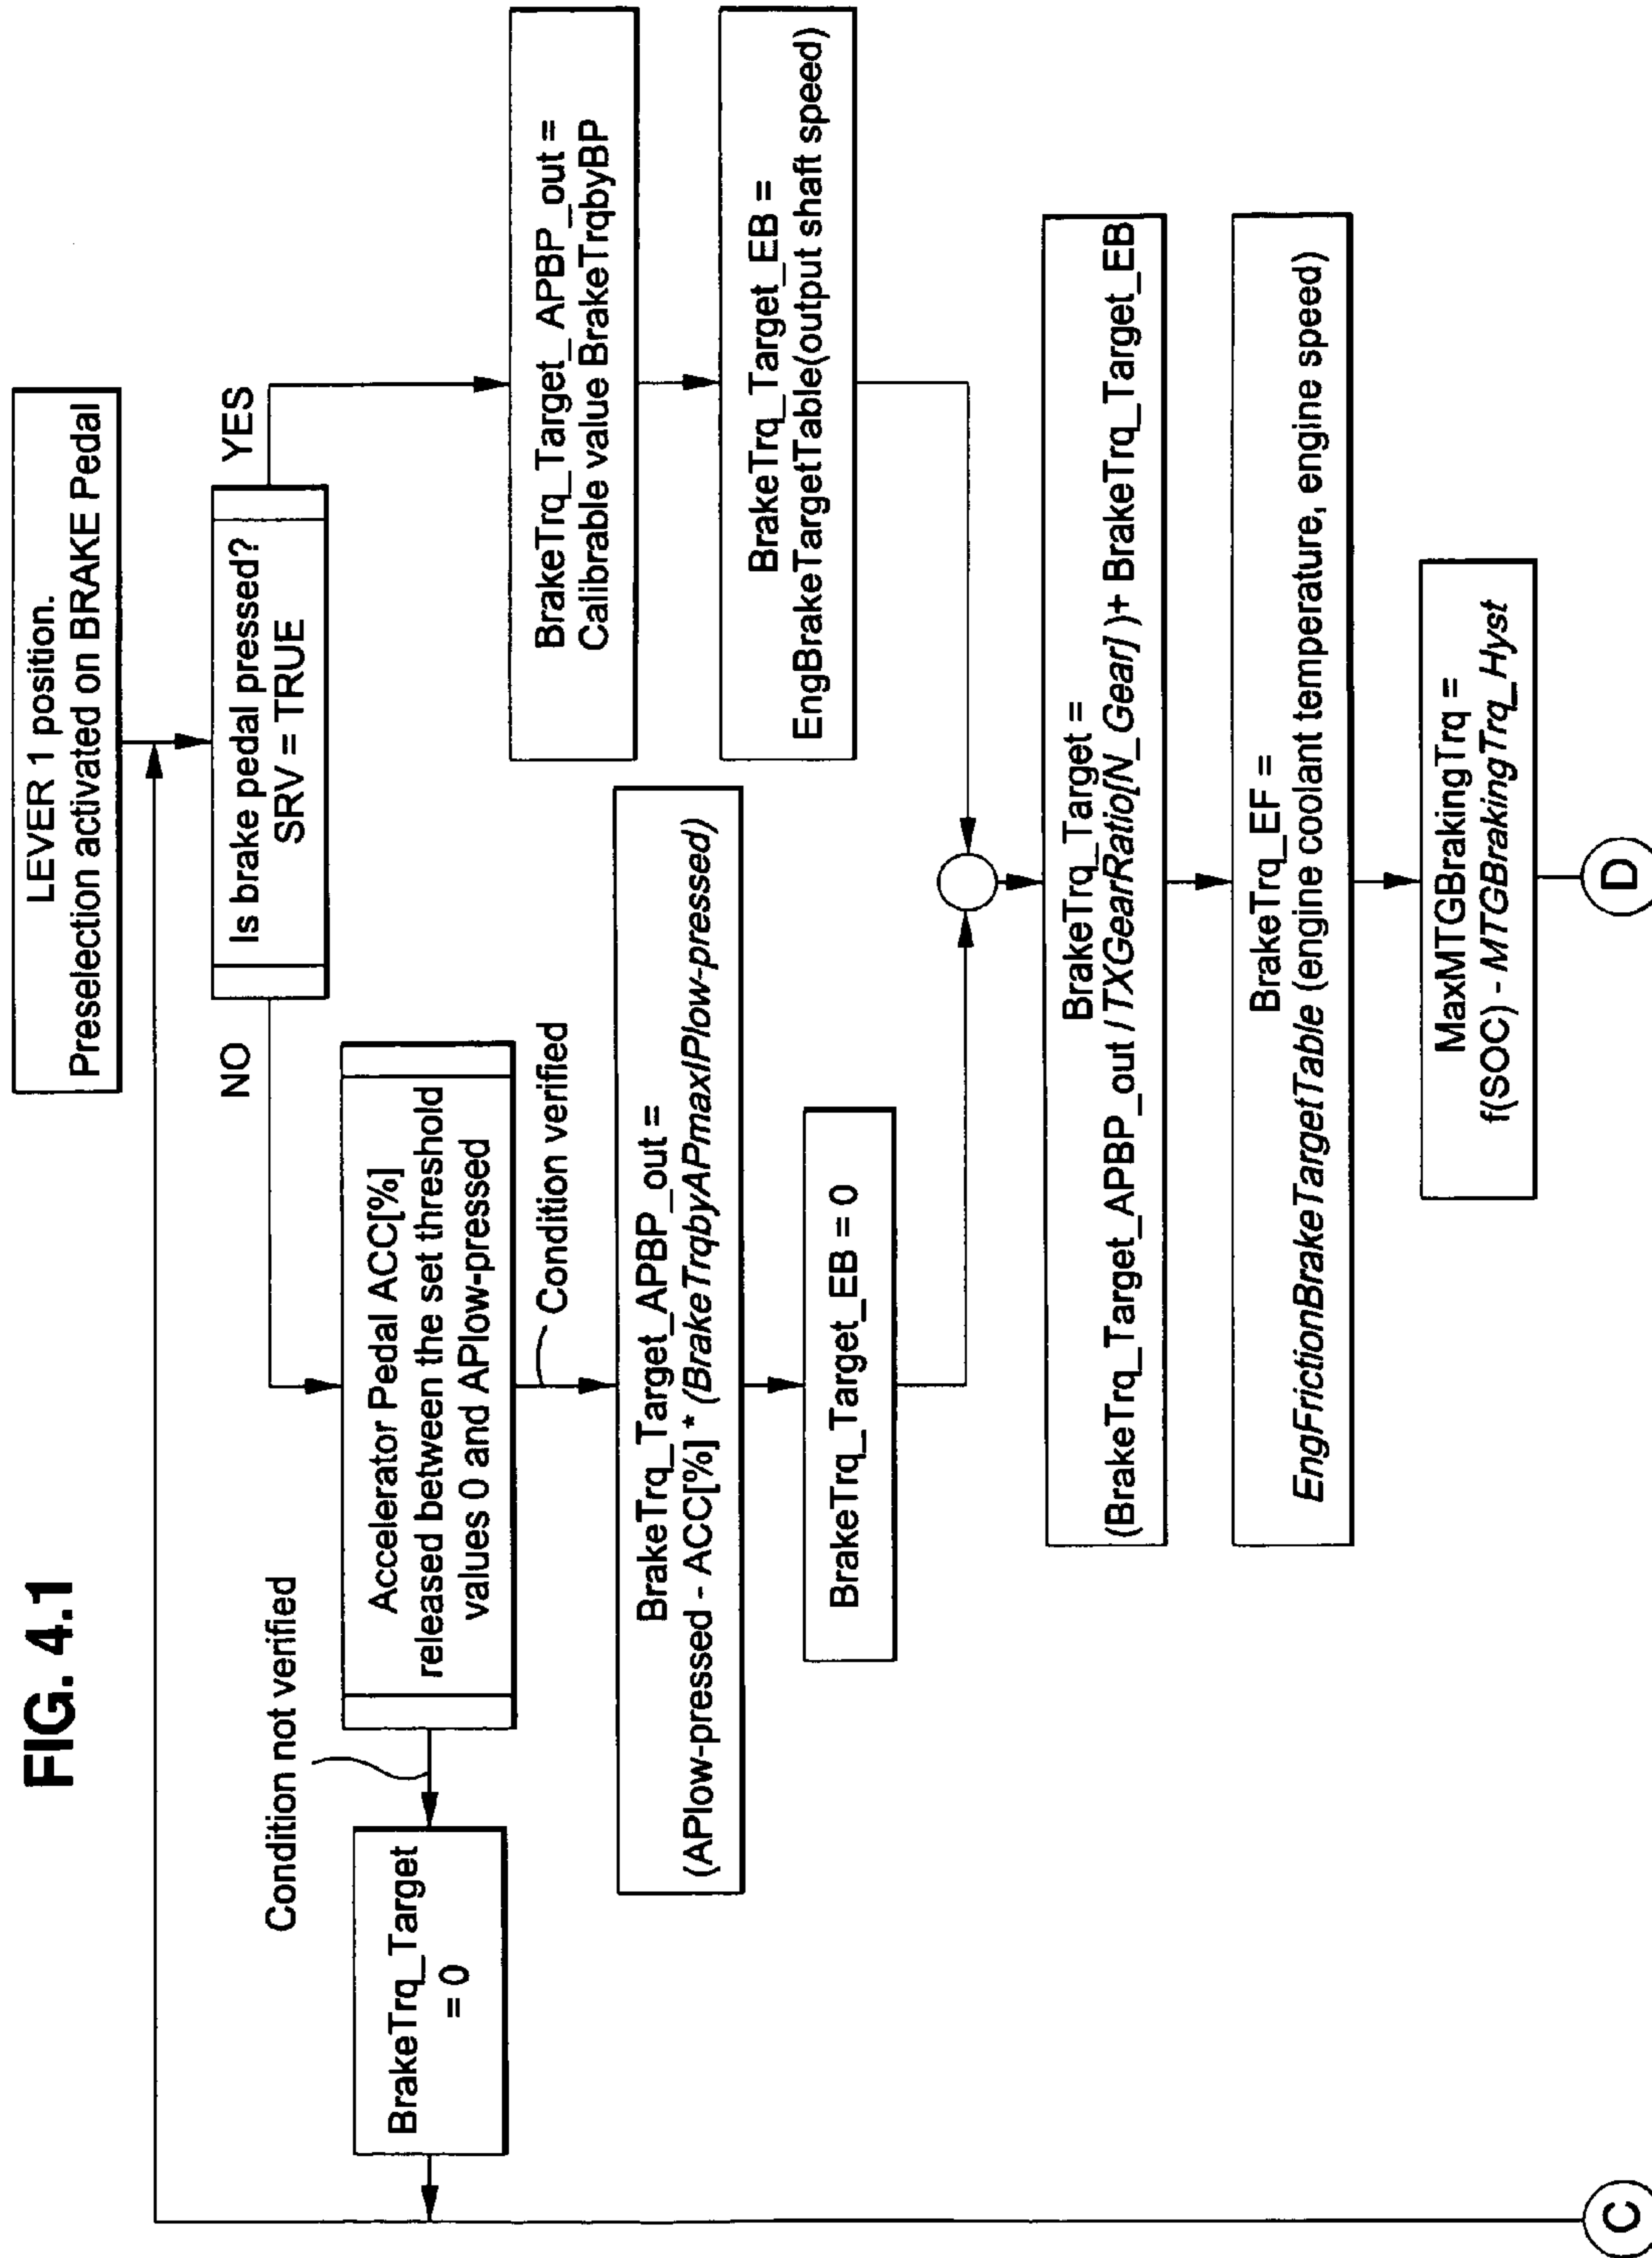 FIG. 4.1
LEVER 1 position.
Preselection activated on BRAKE Pedal
Is brake pedal pressed?
SRV = TRUE
NO
YES
Condition not verified
BrakeTrq_Target
= 0
Accelerator Pedal ACC[%]
released between the set threshold
values 0 and APlow-pressed
Condition verified
BrakeTrq_Target_APBP_out =
(APlow-pressed - ACC[%] * (BrakeTrqbyAPmaxlPlow-pressed)
BrakeTrq_Target_EB = 0
BrakeTrq_Target_APBP_out =
Calibrable value BrakeTrqbyBP
BrakeTrq_Target_EB =
EngBrakeTargetTable(output shaft speed)
BrakeTrq_Target =
(BrakeTrq_Target_APBP_out / TXGearRatio[N_Gear] )+ BrakeTrq_Target_EB
BrakeTrq_EF =
EngFrictionBrakeTargetTable (engine coolant temperature, engine speed)
MaxMTGBrakingTrq =
f(SOC) - MTGBrakingTrq_Hyst
C
D